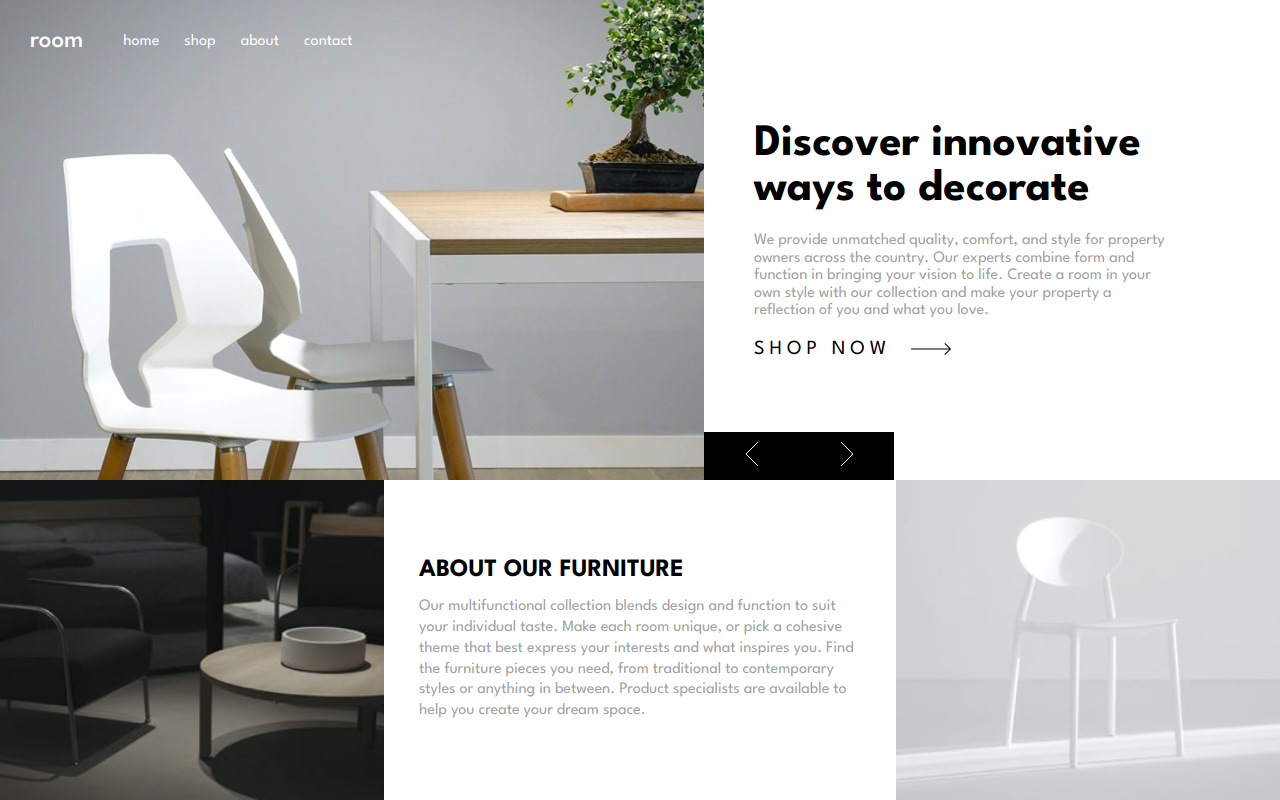 room
home shop about contact
Discover innovative
ways to decorate
We provide unmatched quality, comfort, and style for property
owners across the country. Our experts combine form and
function in bringing your vision to life. Create a room in your
own style with our collection and make your property a
reflection of you and what you love.
SHOP NOW
ABOUT OUR FURNITURE
Our multifunctional collection blends design and function to suit
your individual taste. Make each room unique, or pick a cohesive
theme that best express your interests and what inspires you. Find
the furniture pieces you need, from traditional to contemporary
styles or anything in between. Product specialists are available to
help you create your dream space.